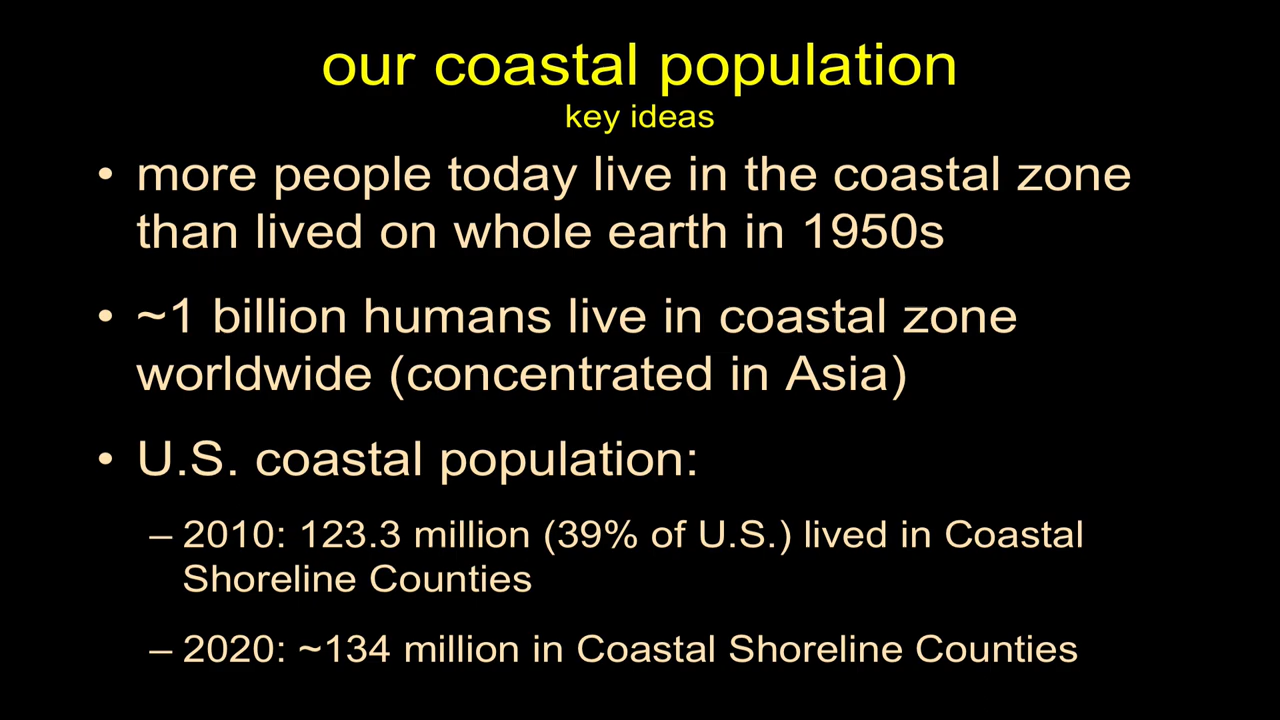 our coastal population
key ideas
• more people today live in the coastal zone
than lived on whole earth in 1950s
• ~1 billion humans live in coastal zone
worldwide (concentrated in Asia)
• U.S. coastal population:
– 2010: 123.3 million (39% of U.S.) lived in Coastal
Shoreline Counties
– 2020: ~134 million in Coastal Shoreline Counties